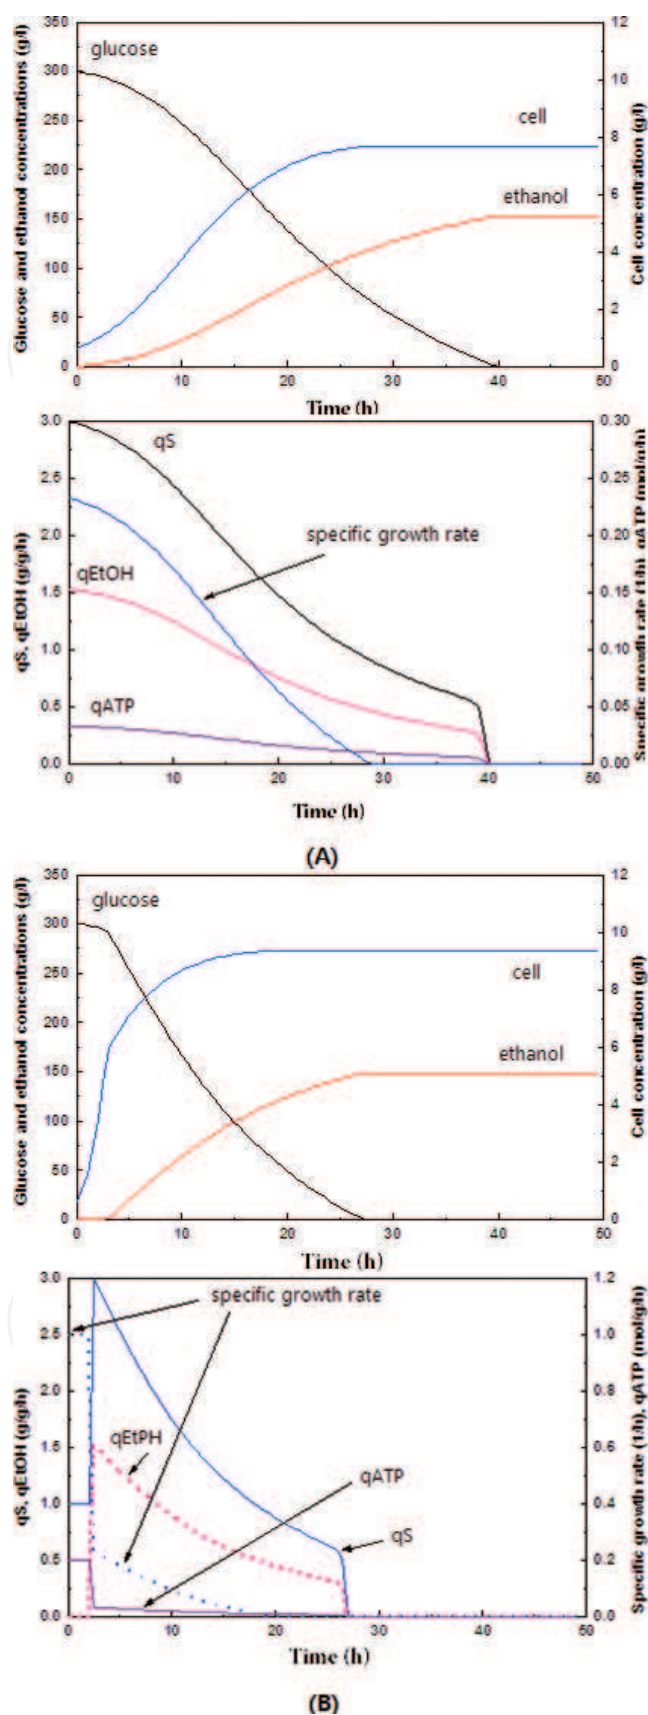 Glucose and ethanol concentrations (g/l)
350
300
250
200
150
100
50
0
glucose
cell
ethanol
12
10
8
6
4
2
0
Cell concentration (g/l)
0 10 20 30 40 50
Time (h)
qS, qEtOH (g/g/h)
3.0
2.5
2.0
1.5
1.0
0.5
0.0
qS
specific growth rate
qEtOH
qATP
0.30
0.25
0.20
0.15
0.10
0.05
0.00
Specific growth rate (1/h), qATP (mol/g/h)
0 10 20 30 40 50
Time (h)
(A)
Glucose and ethanol concentrations (g/l)
350
300
250
200
150
100
50
0
glucose
cell
ethanol
12
10
8
6
4
2
0
Cell concentration (g/l)
0 10 20 30 40 50
Time (h)
qS, qEtOH (g/g/h)
3.0
2.5
2.0
1.5
1.0
0.5
0.0
specific growth rate
qEtPH
qATP
qS
1.2
1.0
0.8
0.6
0.4
0.2
0.0
Specific growth rate (1/h), qATP (mol/g/h)
0 10 20 30 40 50
Time (h)
(B)